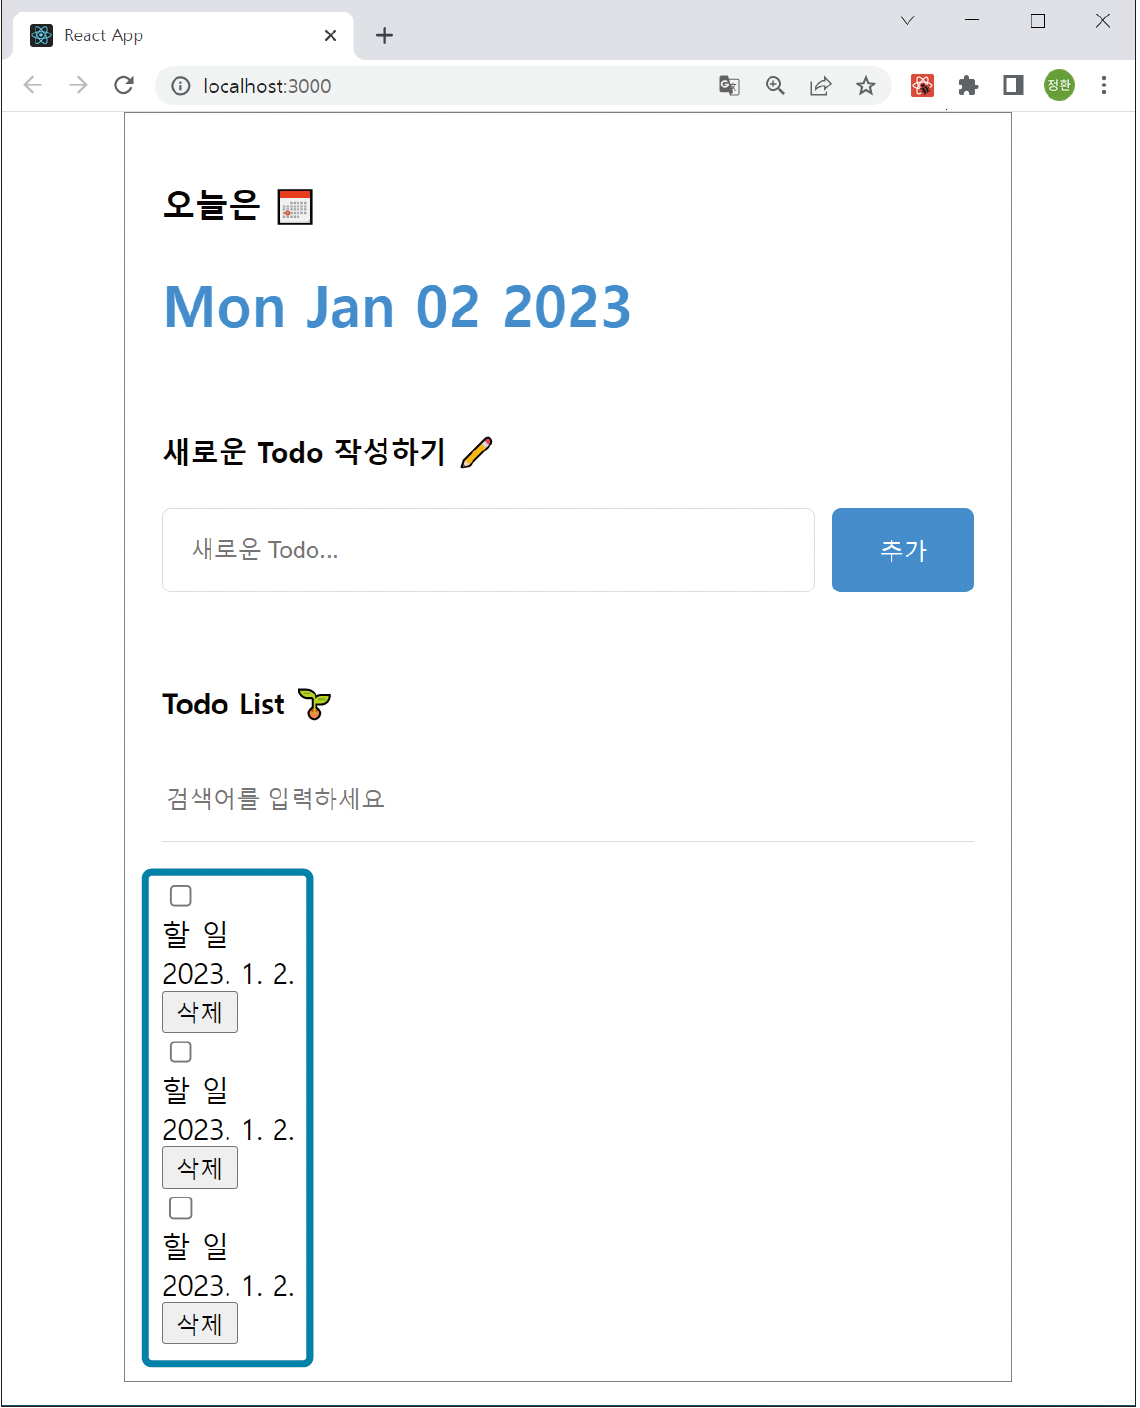 React App
localhost:3000
정환
오늘은
Mon Jan 02 2023
새로운 Todo 작성하기
새로운 Todo...
추가
Todo List
검색어를 입력하세요
할 일
2023. 1. 2.
삭제
할 일
2023. 1. 2.
삭제
할 일
2023. 1. 2.
삭제